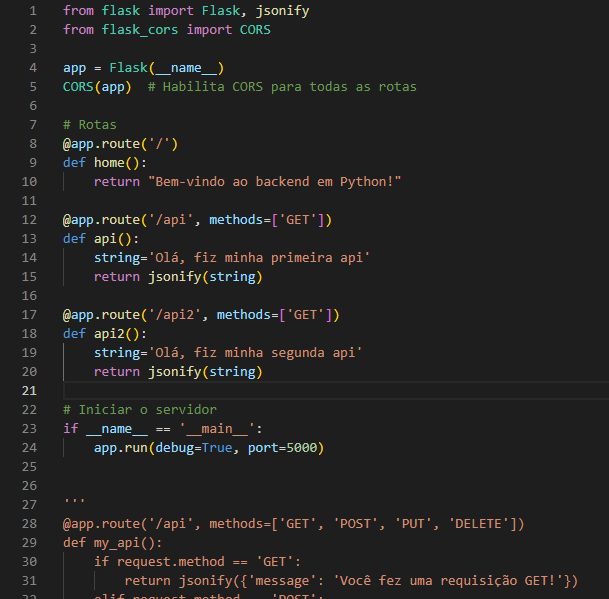 1 from flask import Flask, jsonify
2 from flask_cors import CORS
3
4 app = Flask(__name__)
5 CORS(app)  # Habilita CORS para todas as rotas
6
7 # Rotas
8 @app.route('/')
9 def home():
10     return "Bem-vindo ao backend em Python!"
11
12 @app.route('/api', methods=['GET'])
13 def api():
14     string='Olá, fiz minha primeira api'
15     return jsonify(string)
16
17 @app.route('/api2', methods=['GET'])
18 def api2():
19     string='Olá, fiz minha segunda api'
20     return jsonify(string)
21
22 # Iniciar o servidor
23 if __name__ == '__main__':
24     app.run(debug=True, port=5000)
25
26
27 '''
28 @app.route('/api', methods=['GET', 'POST', 'PUT', 'DELETE'])
29 def my_api():
30     if request.method == 'GET':
31         return jsonify({'message': 'Você fez uma requisição GET!'})
32     elif request.method == 'POST':